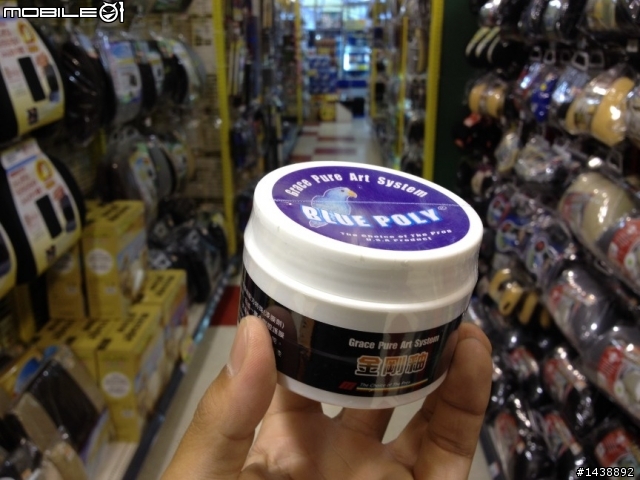 MOBILE01
Grace Pure Art System
BLUE POLY®
The Choice of The Pros
U.S.A Product
Grace Pure Art System
金剛釉
#1438892